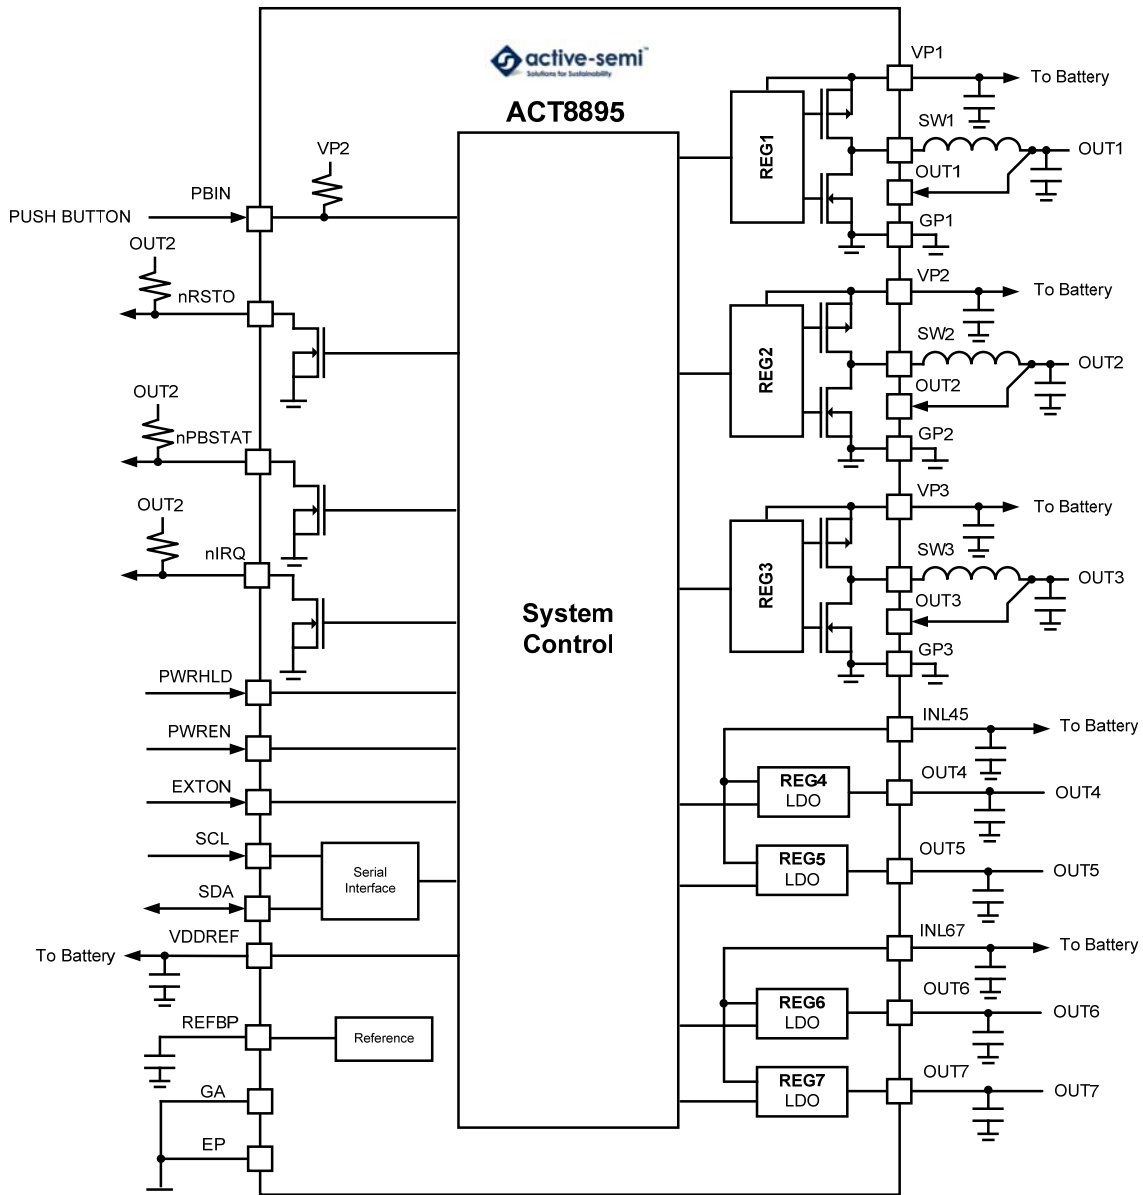 active-semi™
Solutions for Sustainability
ACT8895
System
Control
VP2
PBIN
PUSH BUTTON
OUT2
nRSTO
OUT2
nPBSTAT
OUT2
nIRQ
PWRHLD
PWREN
EXTON
SCL
SDA
Serial
Interface
VDDREF
To Battery
REFBP
Reference
GA
EP
VP1
To Battery
REG1
SW1
OUT1
OUT1
GP1
VP2
To Battery
REG2
SW2
OUT2
OUT2
GP2
VP3
To Battery
REG3
SW3
OUT3
OUT3
GP3
INL45
To Battery
REG4
LDO
OUT4
OUT4
REG5
LDO
OUT5
OUT5
INL67
To Battery
REG6
LDO
OUT6
OUT6
REG7
LDO
OUT7
OUT7